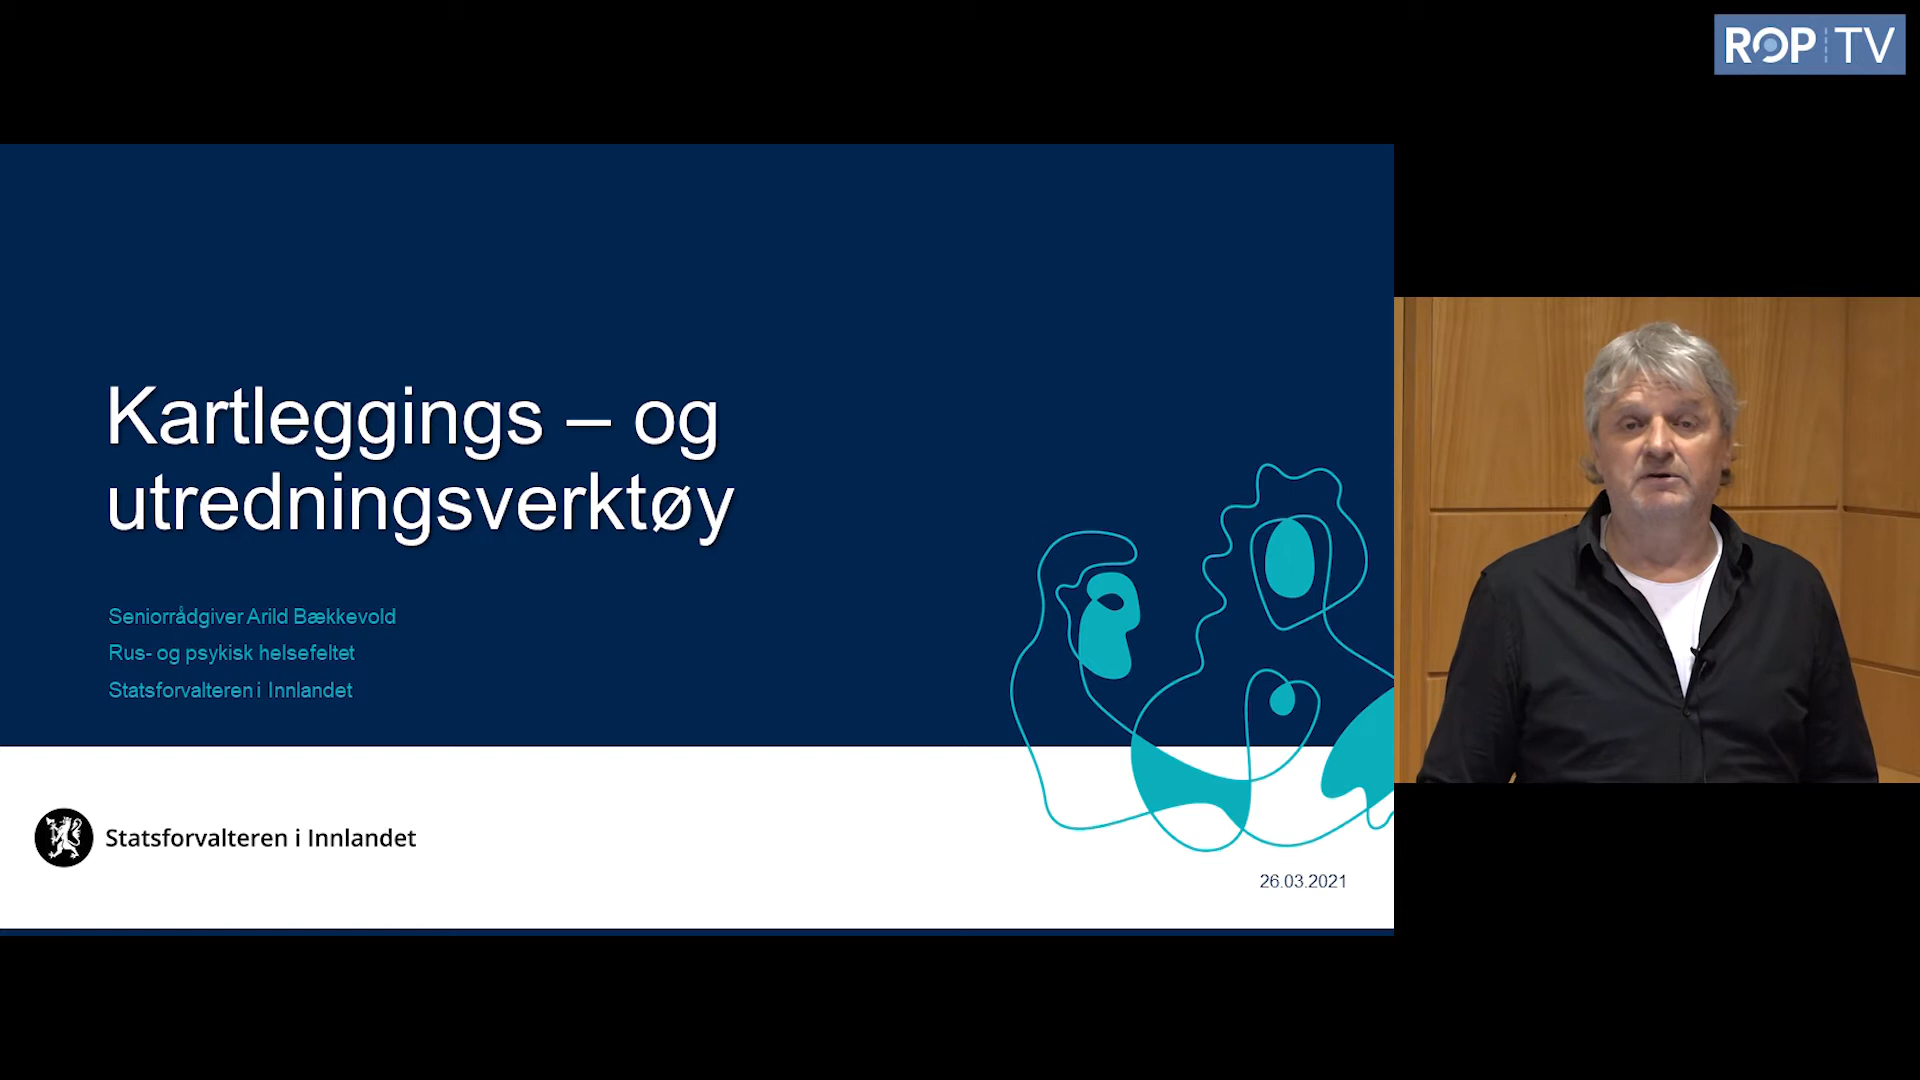 ROP TV
Kartleggings – og
utredningsverktøy
Seniorrådgiver Arild Bækkevold
Rus- og psykisk helsefeltet
Statsforvalteren i Innlandet
Statsforvalteren i Innlandet
26.03.2021